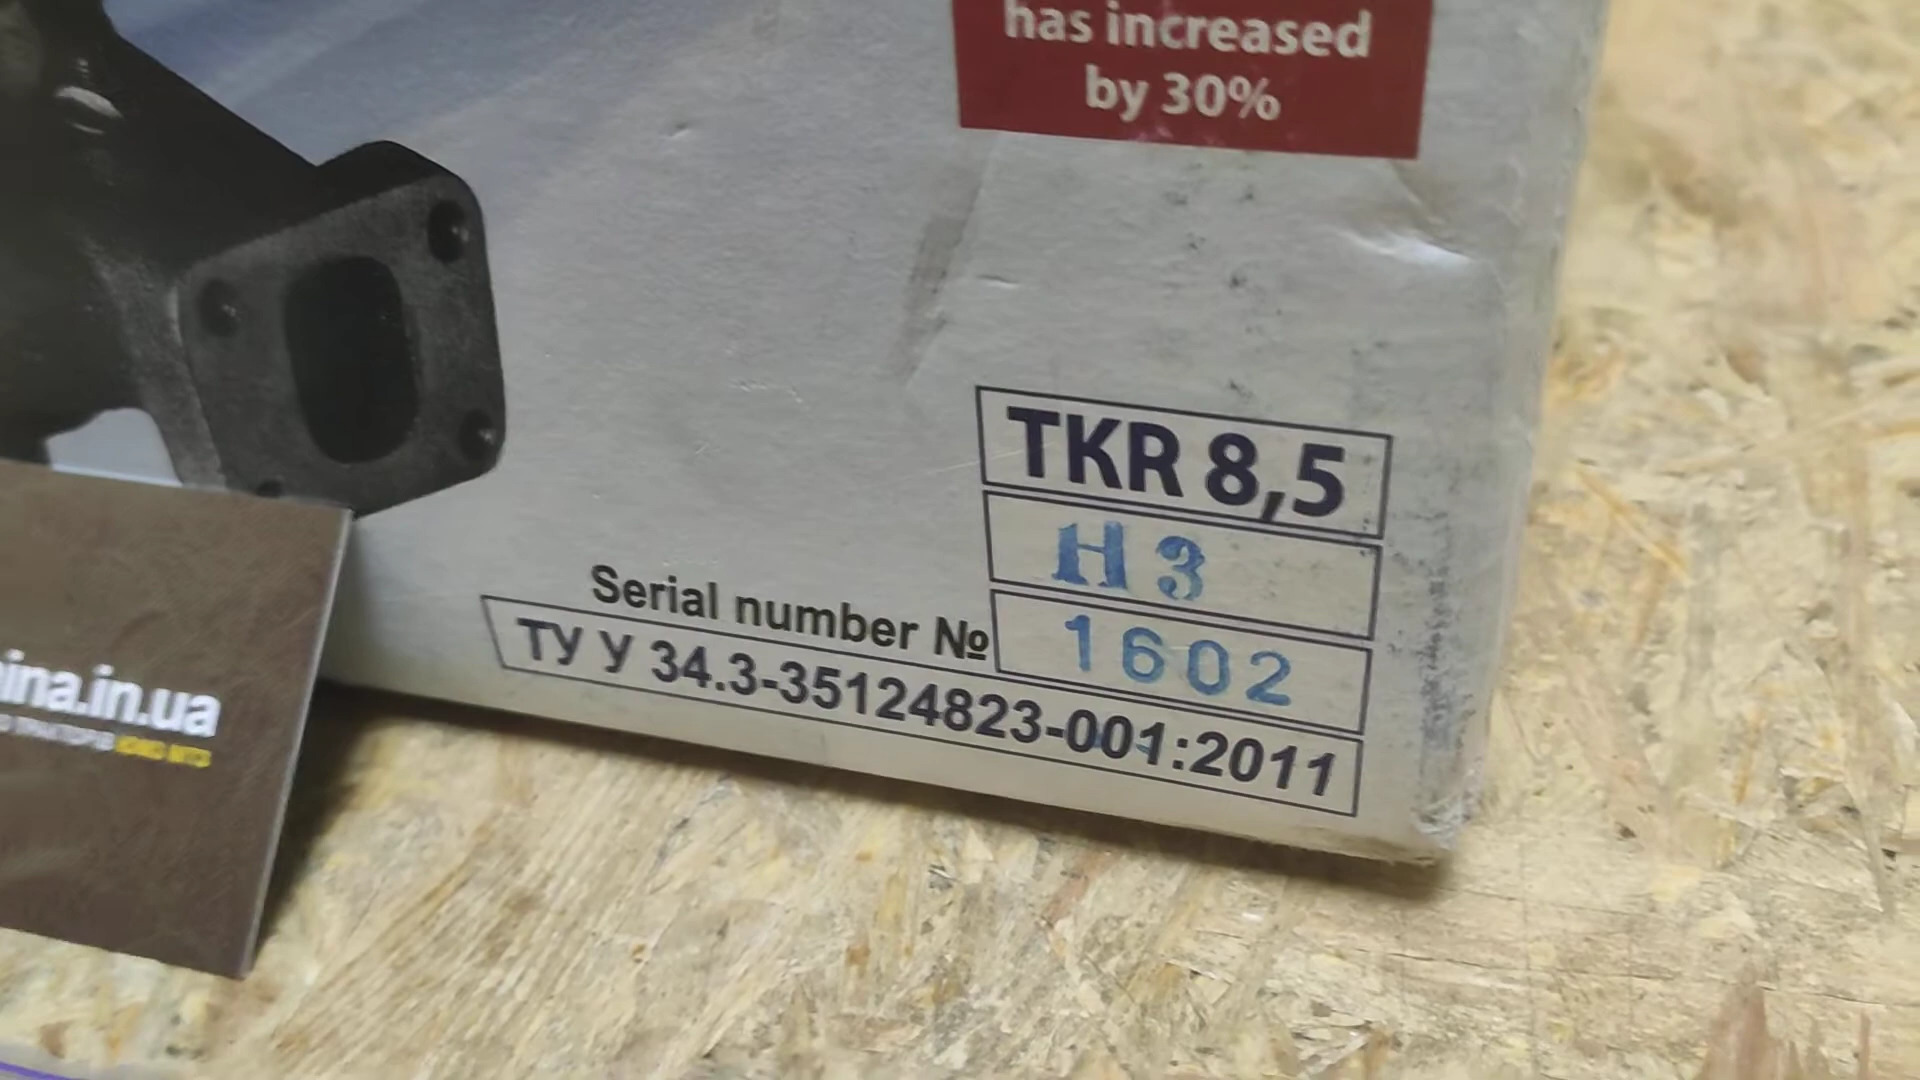 has increased
by 30%
TKR 8,5
Н3
Serial number №
1602
ТУ У 34.3-35124823-001:2011
ina.in.ua